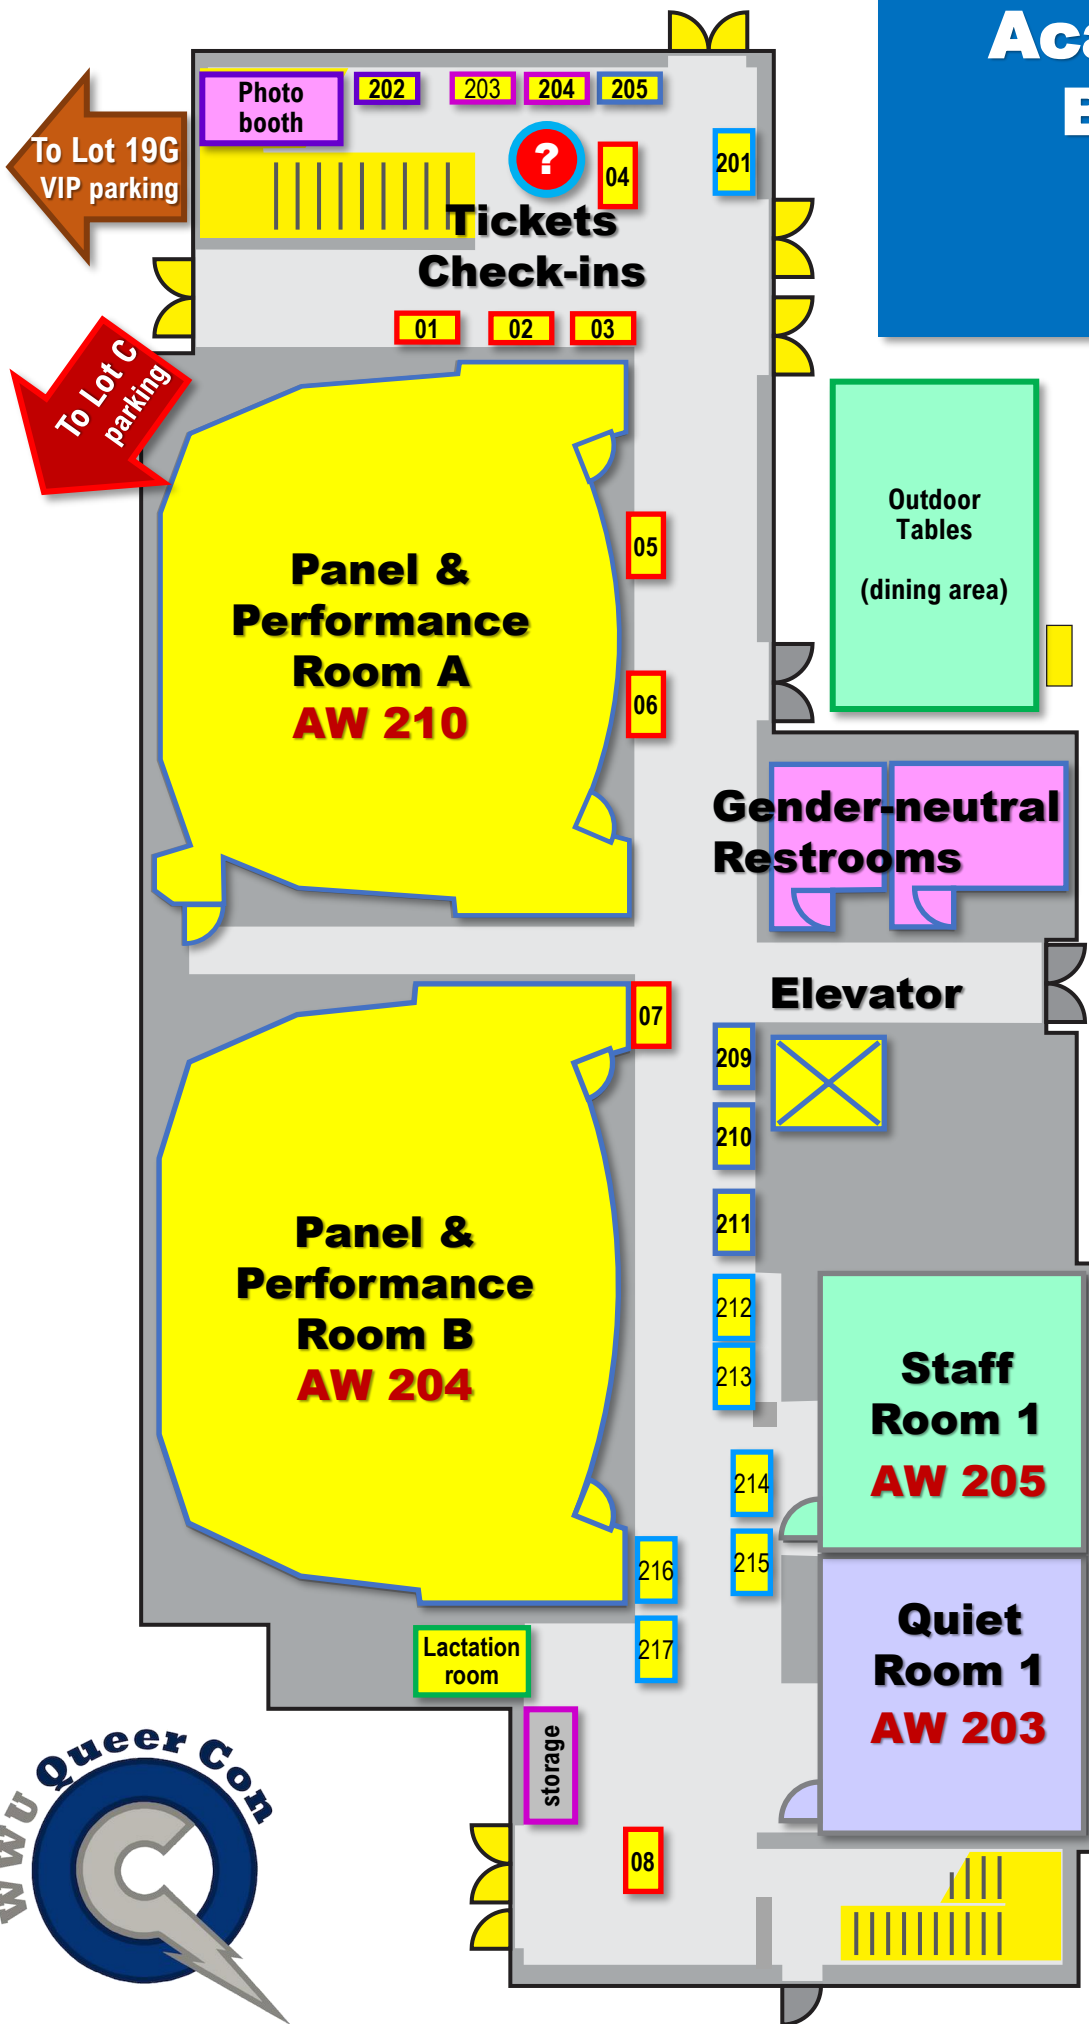 Aca
E
Photo
booth
202
203
204
205
To Lot 19G
VIP parking
?
04
201
Tickets
Check-ins
01
02
03
To Lot C
parking
Outdoor
Tables
(dining area)
Panel &
Performance
Room A
AW 210
05
06
Gender-neutral
Restrooms
Elevator
07
209
210
211
212
213
214
215
216
217
Panel &
Performance
Room B
AW 204
Staff
Room 1
AW 205
Quiet
Room 1
AW 203
Lactation
room
storage
08
WWU Queer Con